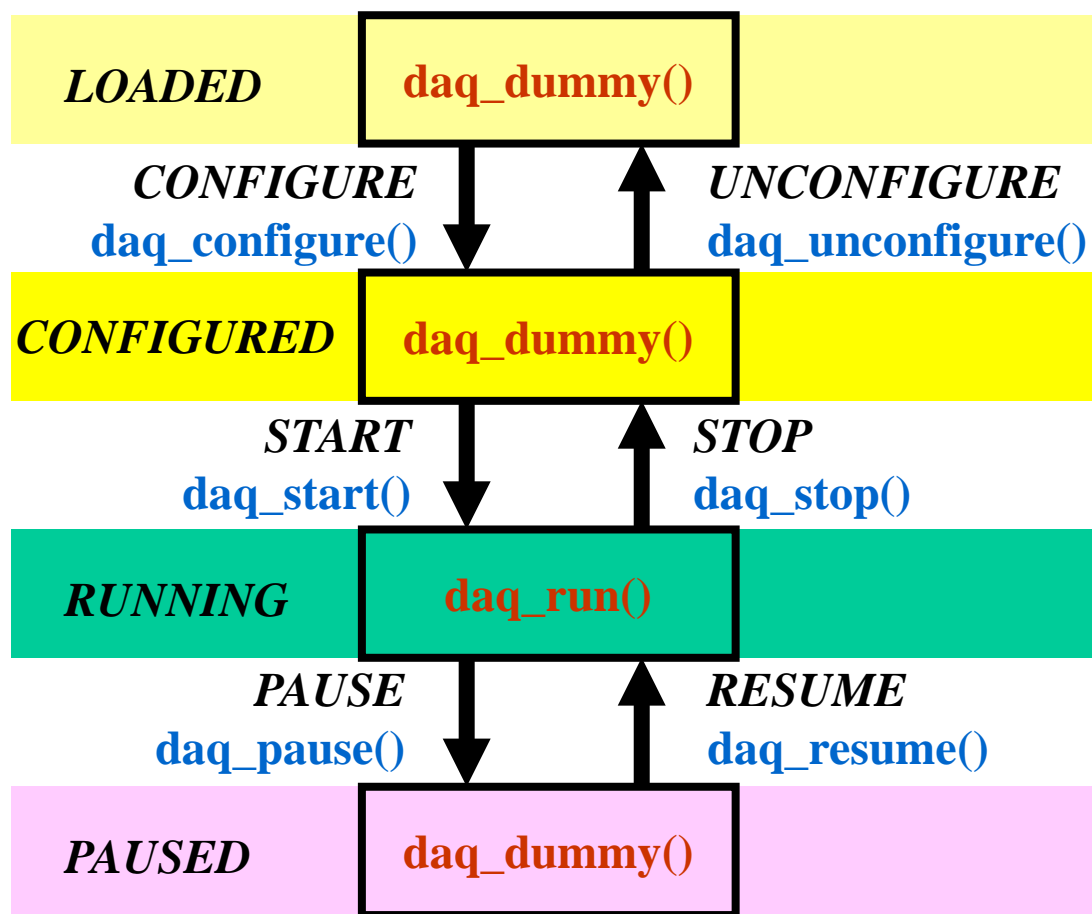 LOADED
daq_dummy()
CONFIGURE
daq_configure()
UNCONFIGURE
daq_unconfigure()
CONFIGURED
daq_dummy()
START
daq_start()
STOP
daq_stop()
RUNNING
daq_run()
PAUSE
daq_pause()
RESUME
daq_resume()
PAUSED
daq_dummy()